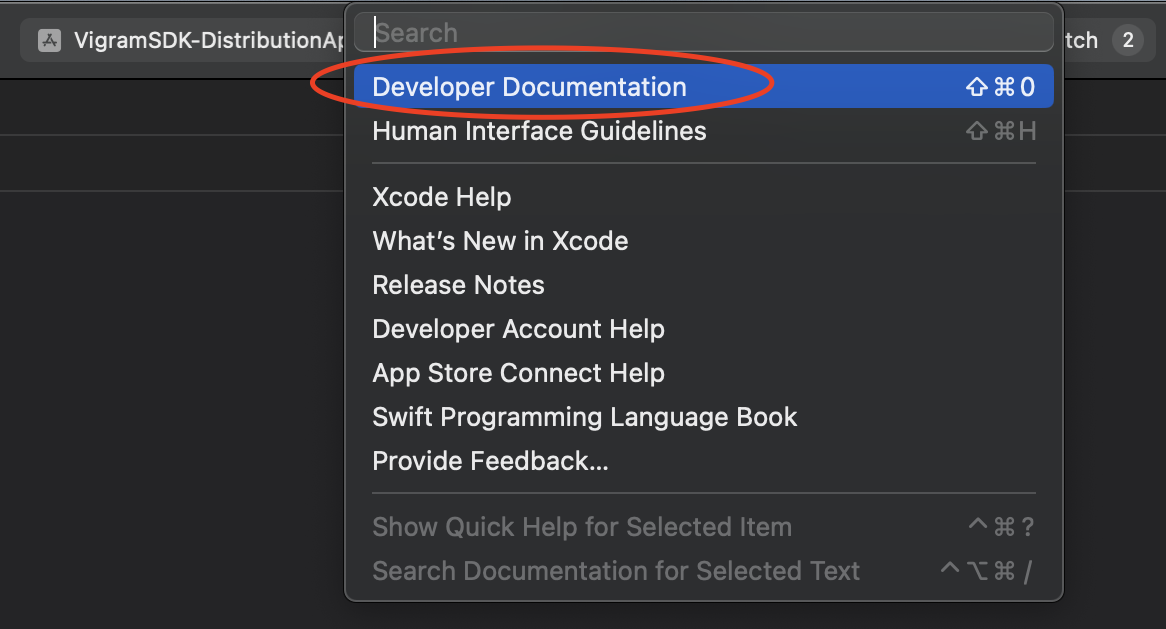 VigramSDK-DistributionAp
Search
tch 2
Developer Documentation ⇧⌘0
Human Interface Guidelines ⇧⌘H
Xcode Help
What’s New in Xcode
Release Notes
Developer Account Help
App Store Connect Help
Swift Programming Language Book
Provide Feedback...
Show Quick Help for Selected Item ^⌘?
Search Documentation for Selected Text ^⌥⌘/